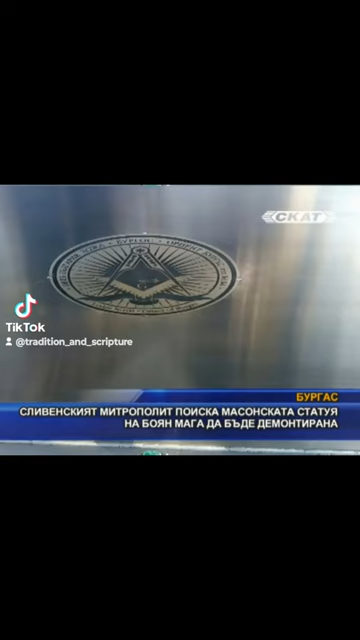 СКАТ
TikTok
@tradition_and_scripture
БУРГАС
СЛИВЕНСКИЯТ МИТРОПОЛИТ ПОИСКА МАСОНСКАТА СТАТУЯ
НА БОЯН МАГА ДА БЪДЕ ДЕМОНТИРАНА